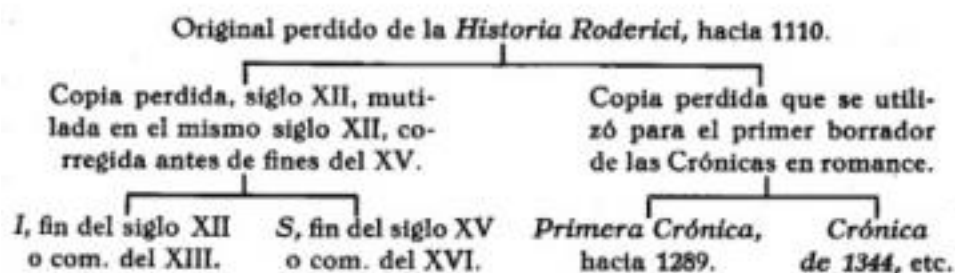 Original perdido de la Historia Roderici, hacia 1110.
Copia perdida, siglo XII, muti-
lada en el mismo siglo XII, co-
rregida antes de fines del XV.
Copia perdida que se utili-
zó para el primer borrador
de las Crónicas en romance.
I, fin del siglo XII
o com. del XIII.
S, fin del siglo XV
o com. del XVI.
Primera Crónica,
hacia 1289.
Crónica
de 1344, etc.